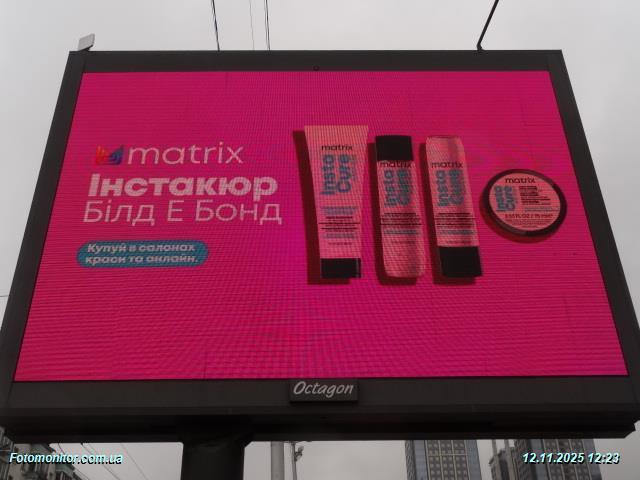 matrix
Інстакюр
Білд Е Бонд
Купуй в салонах
краси та онлайн.
matrix
Insta
Cure
matrix
Insta
Cure
matrix
Insta
Cure
matrix
Insta
Cure
Octagon
Fotomonitor.com.ua
12.11.2025 12:23